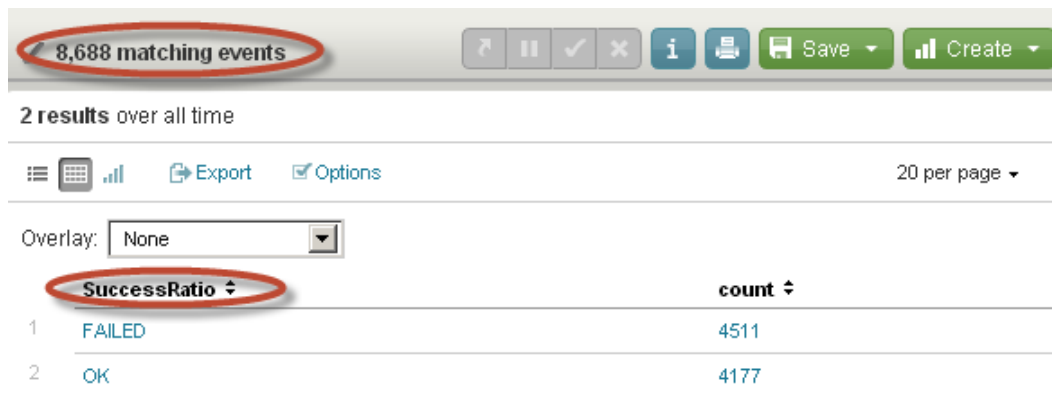 8,688 matching events Save Create
2 results over all time
Export Options 20 per page
Overlay: None
SuccessRatio count
1 FAILED 4511
2 OK 4177